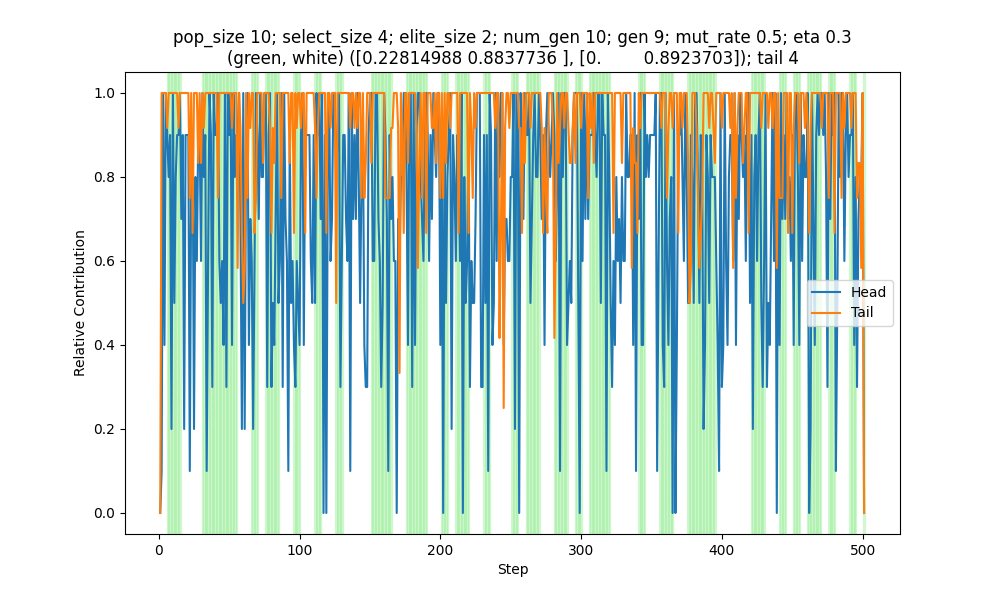 pop_size 10; select_size 4; elite_size 2; num_gen 10; gen 9; mut_rate 0.5; eta 0.3
(green, white) ([0.22814988 0.8837736 ], [0.        0.8923703]); tail 4
1.0
0.8
0.6
0.4
0.2
0.0
Relative Contribution
Head
Tail
0 100 200 300 400 500
Step